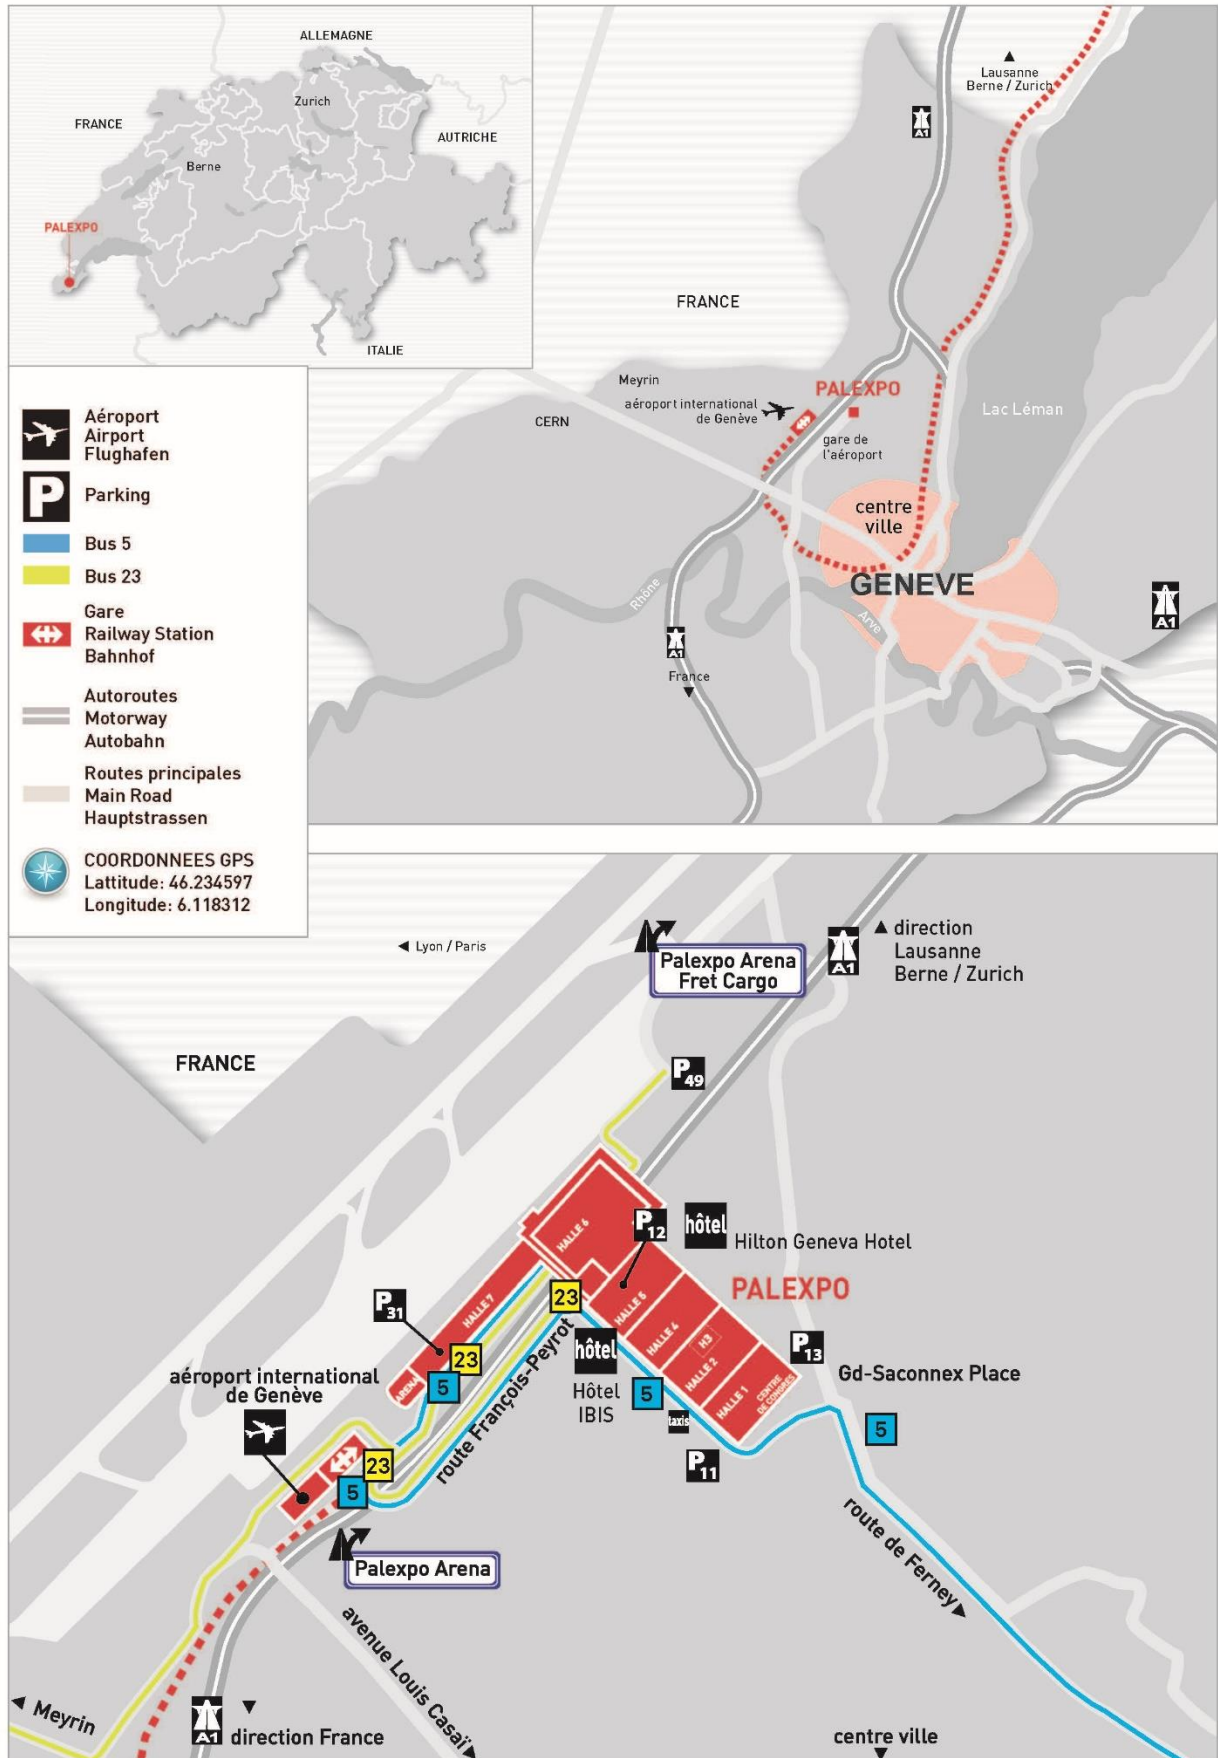 ALLEMAGNE
Zurich
FRANCE
AUTRICHE
Berne
PALEXPO
ITALIE
Lausanne
Berne / Zurich
A1
FRANCE
Meyrin
PALEXPO
aéroport international
de Genève
CERN
Lac Léman
gare de
l'aéroport
centre
ville
GENEVE
Rhône
Arve
A1
A1
France
Aéroport
Airport
Flughafen
P
Parking
Bus 5
Bus 23
Gare
Railway Station
Bahnhof
Autoroutes
Motorway
Autobahn
Routes principales
Main Road
Hauptstrassen
COORDONNEES GPS
Lattitude: 46.234597
Longitude: 6.118312
Lyon / Paris
Palexpo Arena
Fret Cargo
A1
direction
Lausanne
Berne / Zurich
FRANCE
P49
HALLE 6
P12
hôtel
Hilton Geneva Hotel
PALEXPO
P31
HALLE 7
23
HALLE 5
HALLE 4
H3
HALLE 2
HALLE 1
CENTRE
DE CONGRES
P13
Gd-Saconnex Place
hôtel
Hôtel
IBIS
5
taxis
P11
5
ARENA
23
5
aéroport international
de Genève
route François-Peyrot
23
5
Palexpo Arena
route de Ferney
avenue Louis Casaï
Meyrin
A1
direction France
centre ville